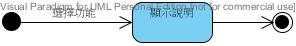 Visual Paradigm for UML Personal Edition [not for commercial use]
選擇功能
顯示說明